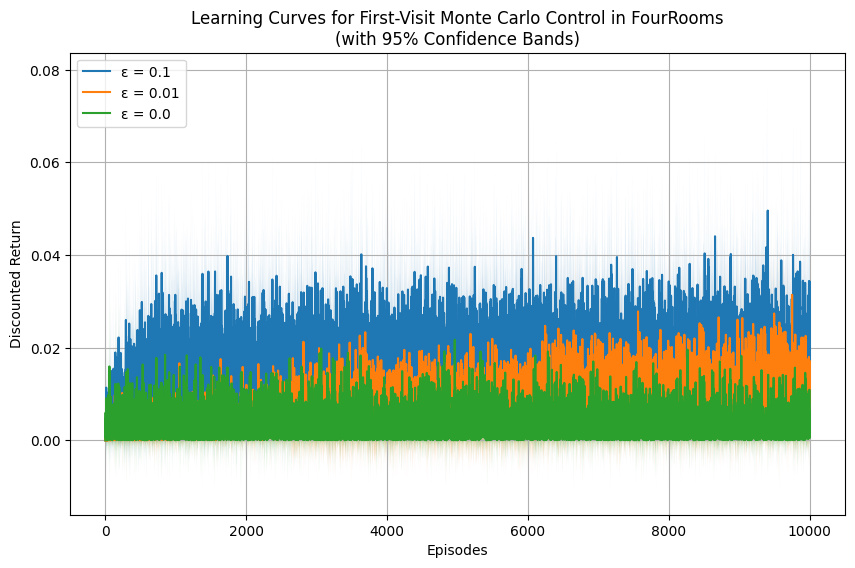 Learning Curves for First-Visit Monte Carlo Control in FourRooms
(with 95% Confidence Bands)
ε = 0.1
ε = 0.01
ε = 0.0
0.08
0.06
0.04
0.02
0.00
Discounted Return
0
2000
4000
6000
8000
10000
Episodes